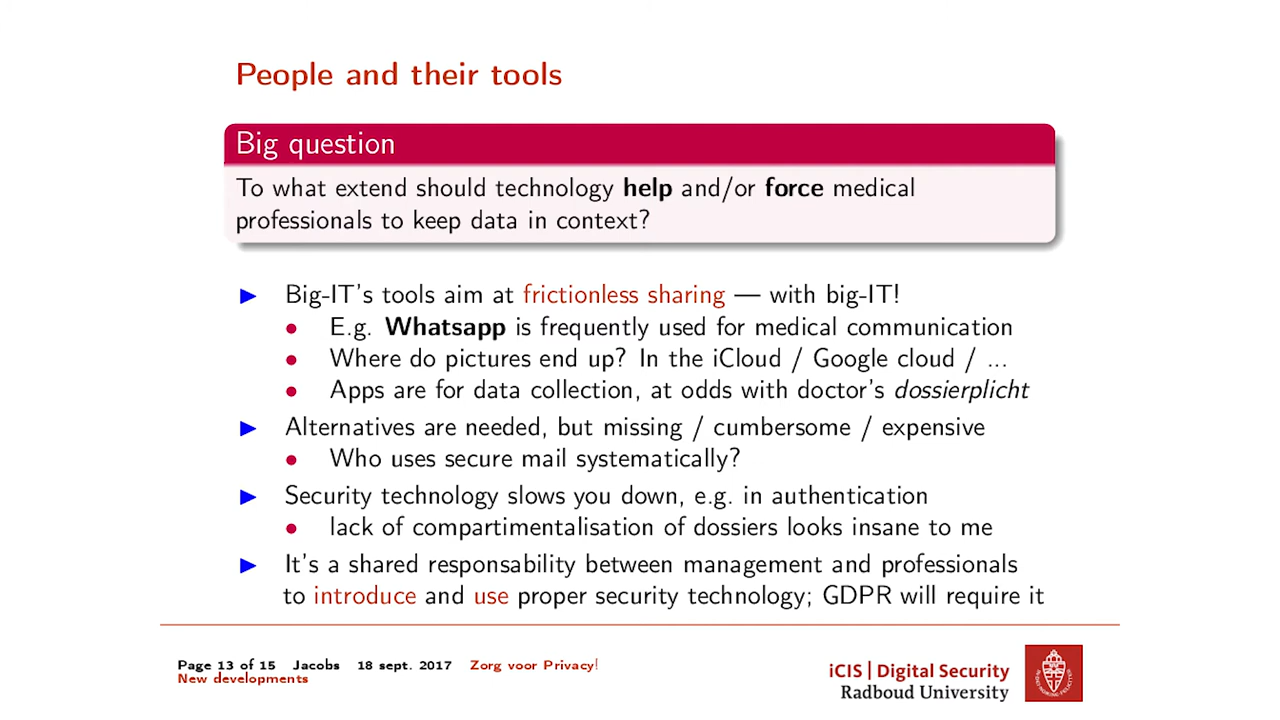 People and their tools
Big question
To what extend should technology help and/or force medical
professionals to keep data in context?
Big-IT's tools aim at frictionless sharing — with big-IT!
E.g. Whatsapp is frequently used for medical communication
Where do pictures end up? In the iCloud / Google cloud / ...
Apps are for data collection, at odds with doctor's dossierplicht
Alternatives are needed, but missing / cumbersome / expensive
Who uses secure mail systematically?
Security technology slows you down, e.g. in authentication
lack of compartimentalisation of dossiers looks insane to me
It's a shared responsability between management and professionals
to introduce and use proper security technology; GDPR will require it
Page 13 of 15 Jacobs 18 sept. 2017 Zorg voor Privacy!
New developments
iCIS | Digital Security
Radboud University